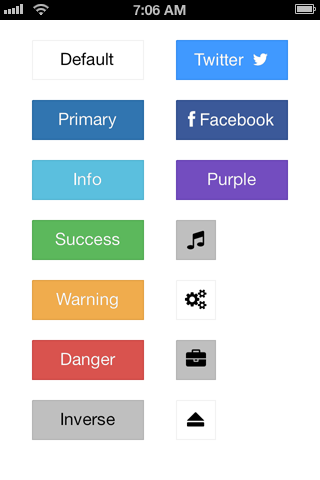 7:06 AM
Default
Twitter
Primary
Facebook
Info
Purple
Success
Warning
Danger
Inverse